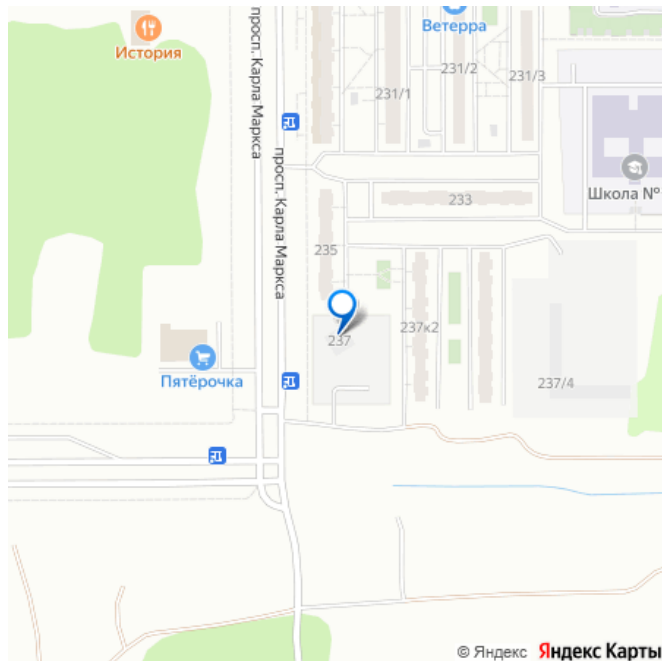 Ветерра
История
231/2
231/3
231/1
просп. Карла Маркса
просп. Карла Маркса
Школа №
233
235
237
237к2
Пятёрочка
237/4
© Яндекс Яндекс Карты